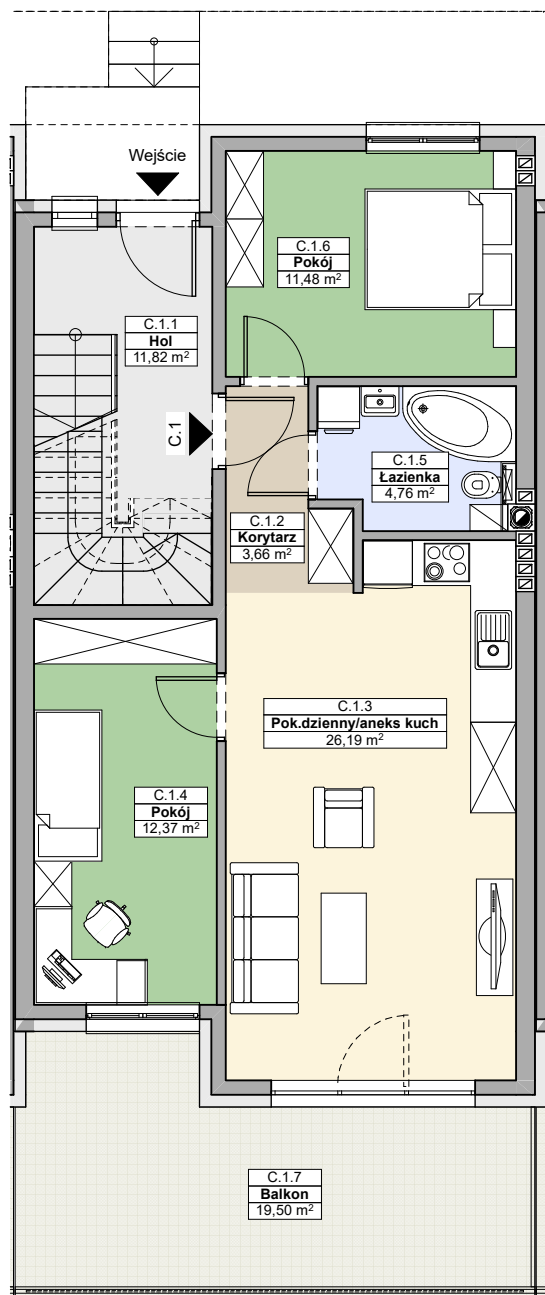 Wejście
C.1.6
Pokój
11,48 m²
C.1.1
Hol
11,82 m²
C.1
C.1.5
Łazienka
4,76 m²
C.1.2
Korytarz
3,66 m²
C.1.3
Pok.dzienny/aneks kuch
26,19 m²
C.1.4
Pokój
12,37 m²
C.1.7
Balkon
19,50 m²